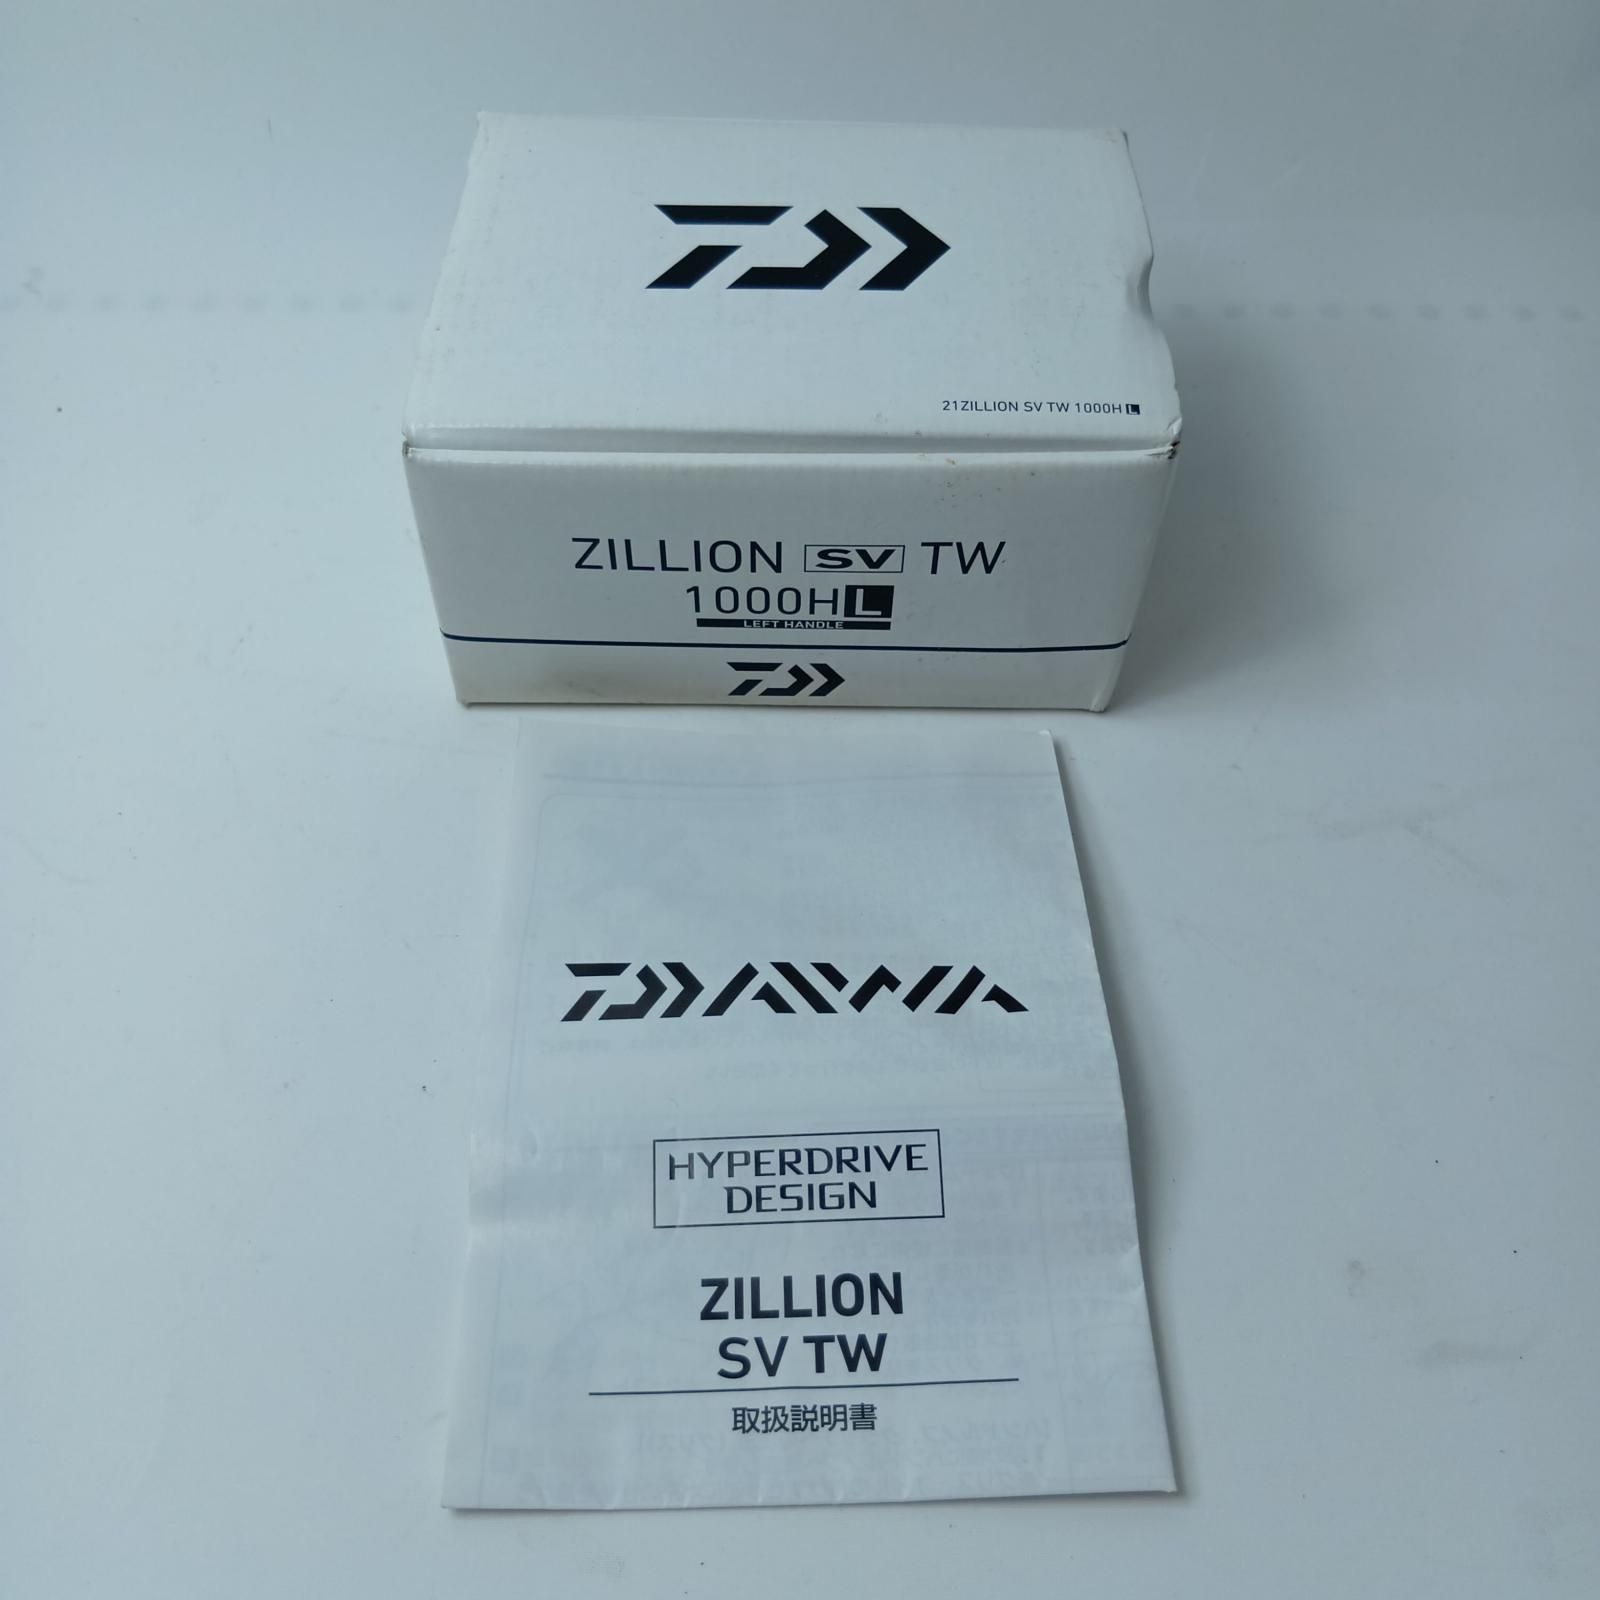 21ZILLION SV TW 1000H L
ZILLION SV TW
1000HL
LEFT HANDLE
DAIWA
HYPERDRIVE
DESIGN
ZILLION
SV TW
取扱説明書